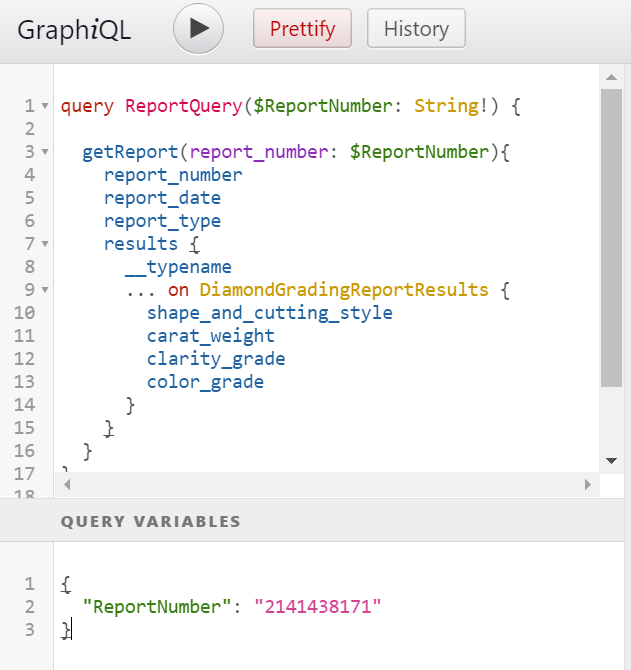 GraphiQL
Prettify
History
1 query ReportQuery($ReportNumber: String!) {
2
3 getReport(report_number: $ReportNumber){
4 report_number
5 report_date
6 report_type
7 results {
8 __typename
9 ... on DiamondGradingReportResults {
10 shape_and_cutting_style
11 carat_weight
12 clarity_grade
13 color_grade
14 }
15 }
16 }
17 }
18
QUERY VARIABLES
1 {
2 "ReportNumber": "2141438171"
3 }